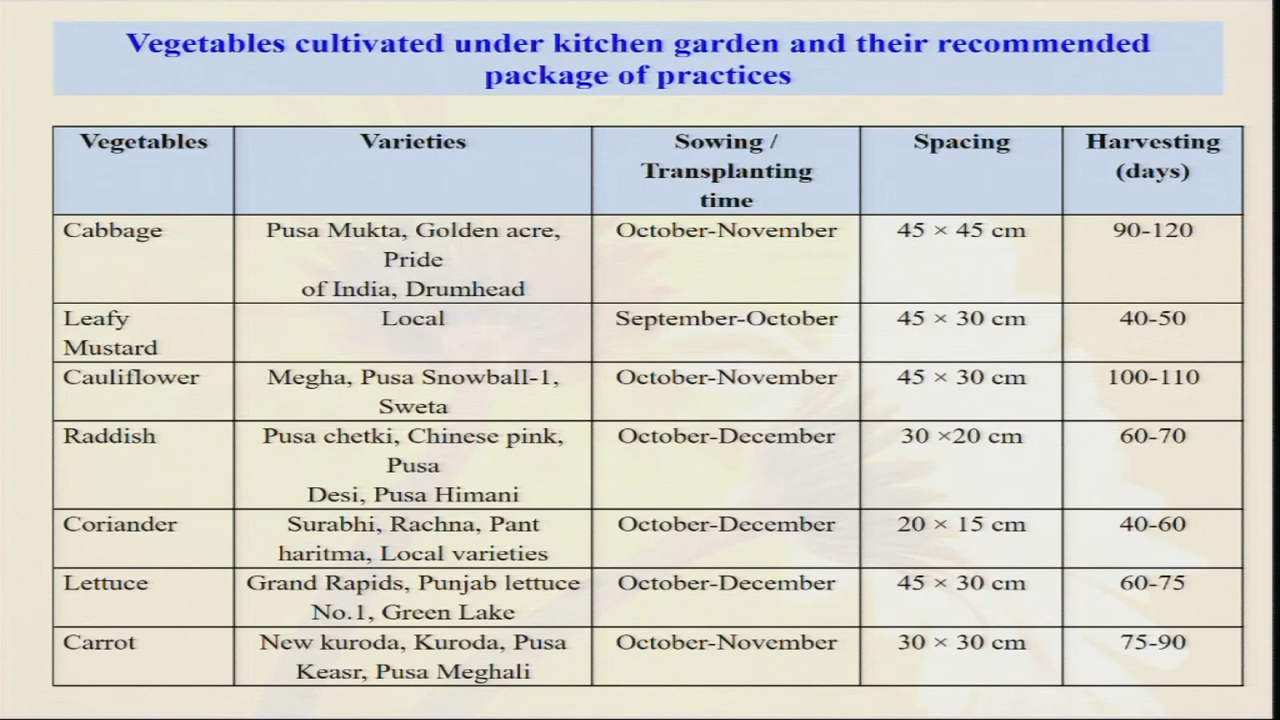 Vegetables cultivated under kitchen garden and their recommended
package of practices
Vegetables Varieties Sowing / Transplanting time Spacing Harvesting (days)
Cabbage Pusa Mukta, Golden acre, Pride of India, Drumhead October-November 45 × 45 cm 90-120
Leafy Mustard Local September-October 45 × 30 cm 40-50
Cauliflower Megha, Pusa Snowball-1, Sweta October-November 45 × 30 cm 100-110
Raddish Pusa chetki, Chinese pink, Pusa Desi, Pusa Himani October-December 30 ×20 cm 60-70
Coriander Surabhi, Rachna, Pant haritma, Local varieties October-December 20 × 15 cm 40-60
Lettuce Grand Rapids, Punjab lettuce No.1, Green Lake October-December 45 × 30 cm 60-75
Carrot New kuroda, Kuroda, Pusa Keasr, Pusa Meghali October-November 30 × 30 cm 75-90